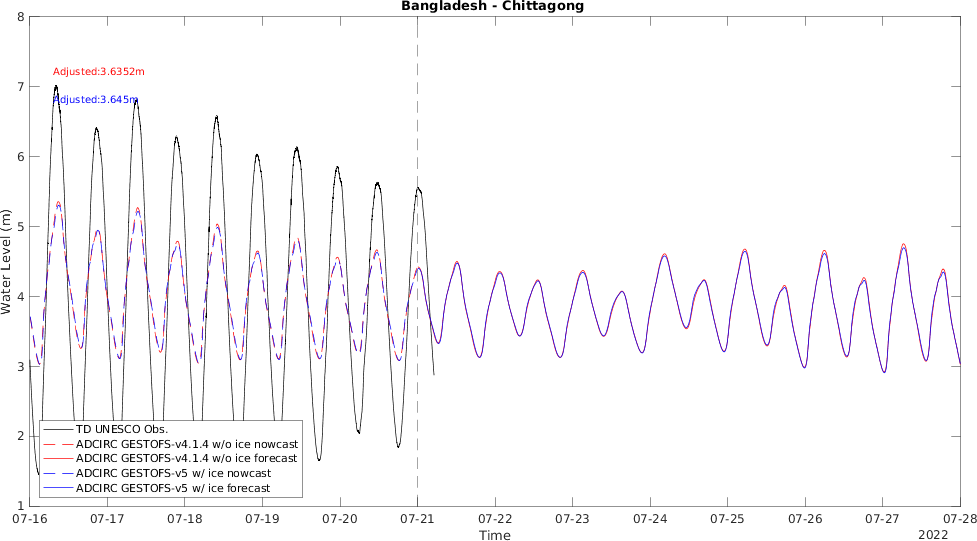 Bangladesh - Chittagong
8
7
6
5
4
3
2
1
Water Level (m)
Adjusted:3.6352m
Adjusted:3.645m
TD UNESCO Obs.
ADCIRC GESTOFS-v4.1.4 w/o ice nowcast
ADCIRC GESTOFS-v4.1.4 w/o ice forecast
ADCIRC GESTOFS-v5 w/ ice nowcast
ADCIRC GESTOFS-v5 w/ ice forecast
07-16 07-17 07-18 07-19 07-20 07-21 07-22 07-23 07-24 07-25 07-26 07-27 07-28
Time
2022